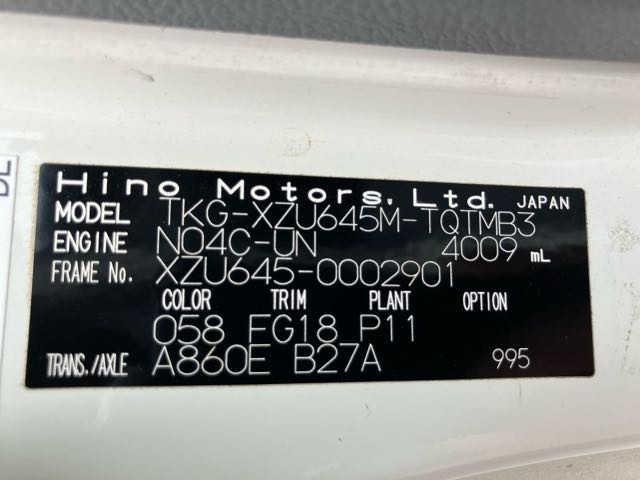 Hino Motors, Ltd. JAPAN
MODEL TKG-XZU645M-TQTMB3
ENGINE N04C-UN 4009 mL
FRAME No. XZU645-0002901
COLOR TRIM PLANT OPTION
058 FG18 P11
TRANS./AXLE A860E B27A 995